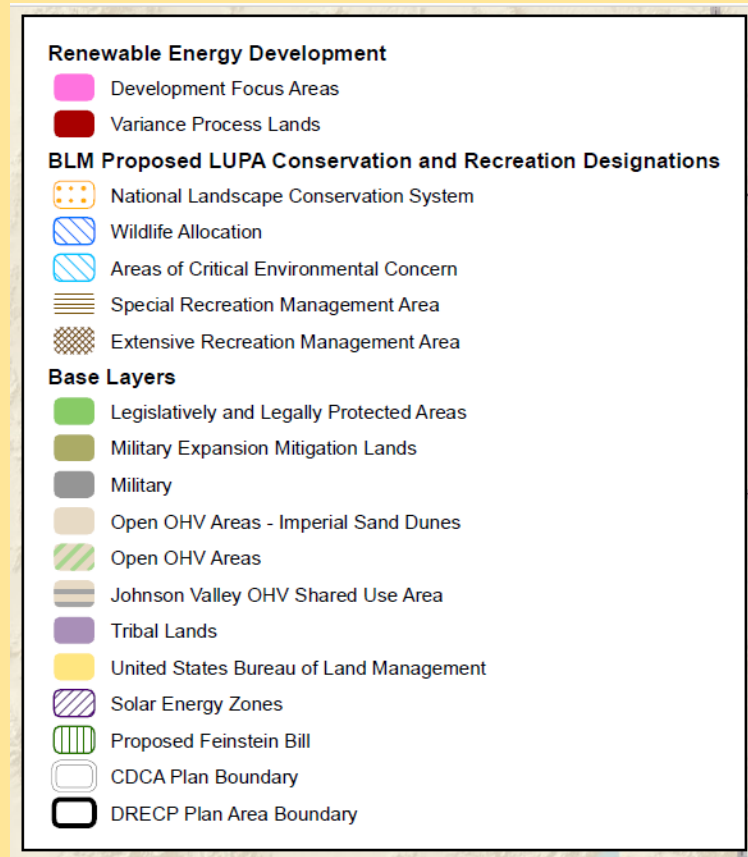 Renewable Energy Development
Development Focus Areas
Variance Process Lands
BLM Proposed LUPA Conservation and Recreation Designations
National Landscape Conservation System
Wildlife Allocation
Areas of Critical Environmental Concern
Special Recreation Management Area
Extensive Recreation Management Area
Base Layers
Legislatively and Legally Protected Areas
Military Expansion Mitigation Lands
Military
Open OHV Areas - Imperial Sand Dunes
Open OHV Areas
Johnson Valley OHV Shared Use Area
Tribal Lands
United States Bureau of Land Management
Solar Energy Zones
Proposed Feinstein Bill
CDCA Plan Boundary
DRECP Plan Area Boundary